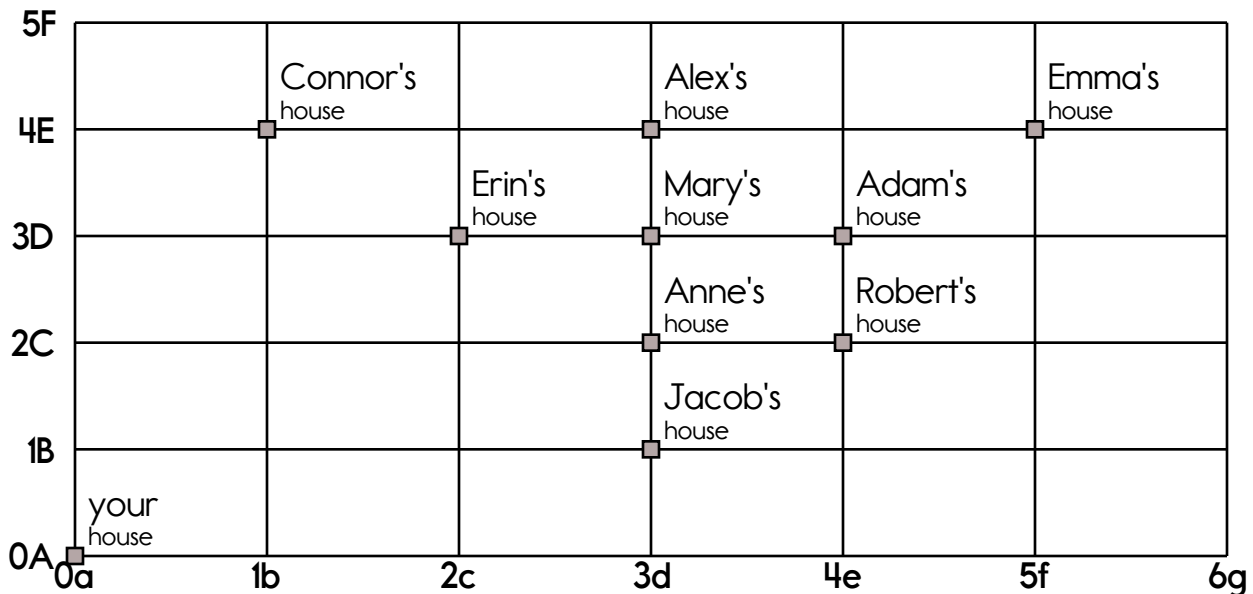 5F
Connor's
house
Alex's
house
Emma's
house
4E
Erin's
house
Mary's
house
Adam's
house
3D
Anne's
house
Robert's
house
2C
Jacob's
house
1B
your
house
0A
0a 1b 2c 3d 4e 5f 6g